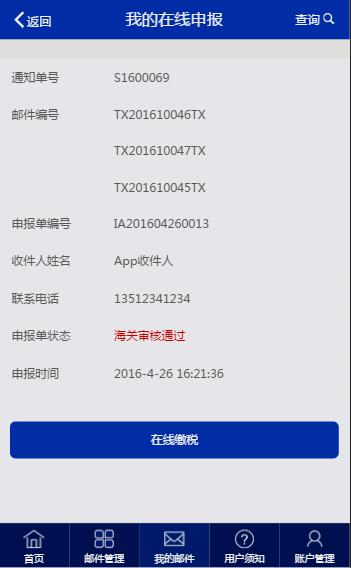 返回 我的在线申报 查询
通知单号 S1600069
邮件编号 TX201610046TX
TX201610047TX
TX201610045TX
申报单编号 IA201604260013
收件人姓名 App收件人
联系电话 13512341234
申报单状态 海关审核通过
申报时间 2016-4-26 16:21:36
在线缴税
首页 邮件管理 我的邮件 用户须知 账户管理